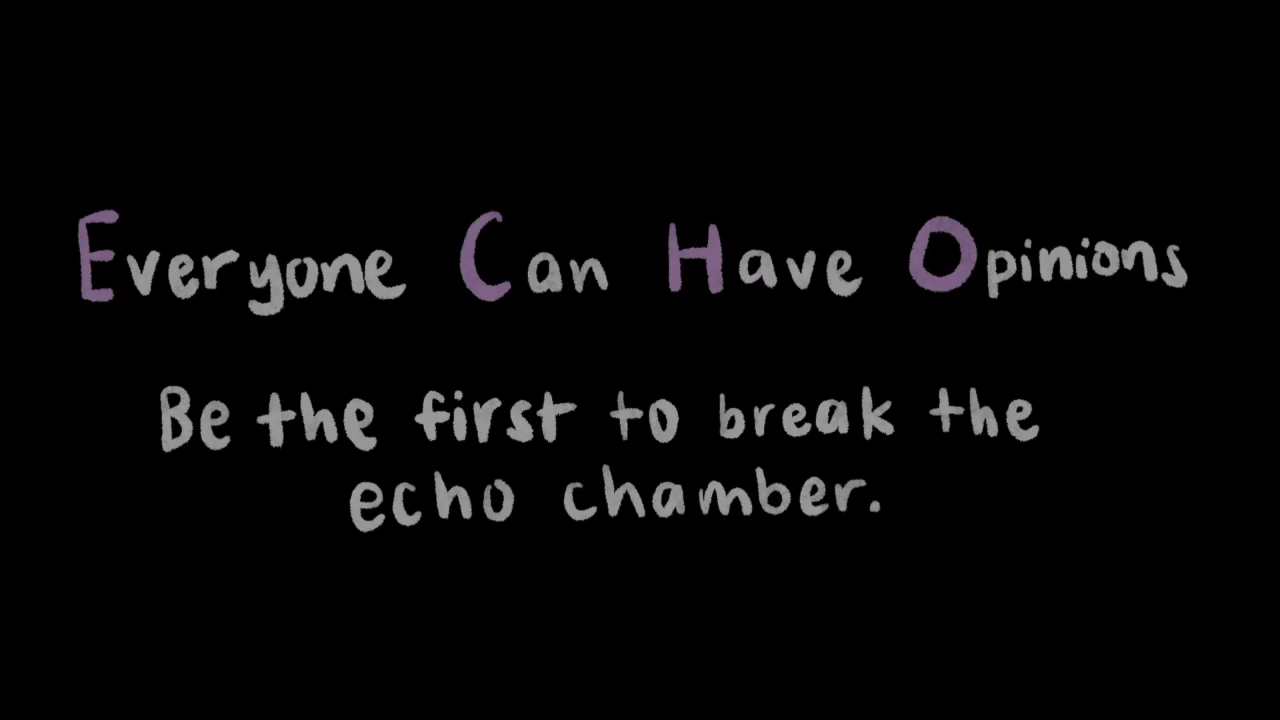 Everyone Can Have Opinions
Be the first to break the
echo chamber.